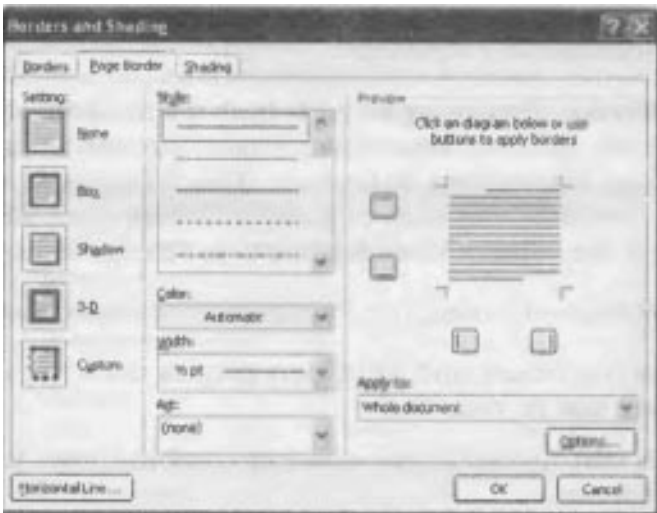 Borders and Shading
Borders Page Border Shading
Setting:
None
Box
Shadow
3-D
Custom
Style:
Color:
Automatic
Width:
½ pt
Art:
(none)
Preview
Click on diagram below or use
buttons to apply borders
Apply to:
Whole document
Options...
Horizontal Line...
OK
Cancel